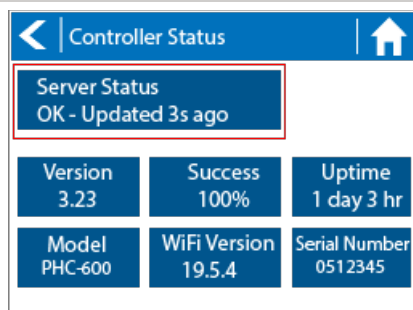 Controller Status
Server Status
OK - Updated 3s ago
Version
3.23
Success
100%
Uptime
1 day 3 hr
Model
PHC-600
WiFi Version
19.5.4
Serial Number
0512345